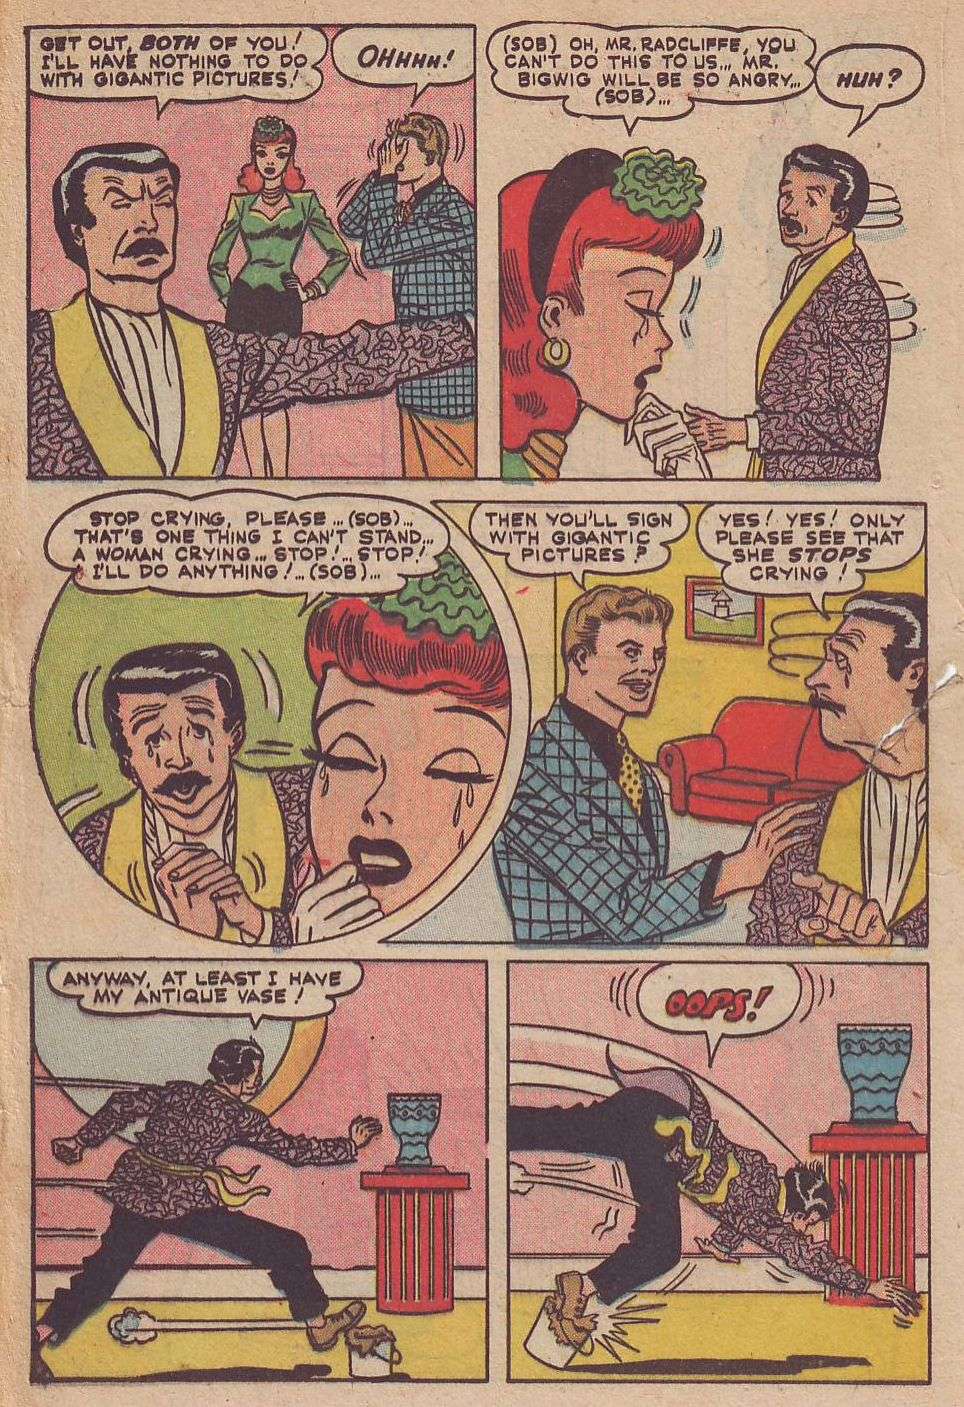 GET OUT, BOTH OF YOU!
I'LL HAVE NOTHING TO DO
WITH GIGANTIC PICTURES!
OHHHH!
(SOB) OH, MR. RADCLIFFE, YOU
CAN'T DO THIS TO US... MR.
BIGWIG WILL BE SO ANGRY...
(SOB)...
HUH?
STOP CRYING, PLEASE...(SOB)...
THAT'S ONE THING I CAN'T STAND...
A WOMAN CRYING... STOP!...STOP!
I'LL DO ANYTHING!...(SOB)...
THEN YOU'LL SIGN
WITH GIGANTIC
PICTURES?
YES! YES! ONLY
PLEASE SEE THAT
SHE STOPS
CRYING!
ANYWAY, AT LEAST I HAVE
MY ANTIQUE VASE!
OOPS!